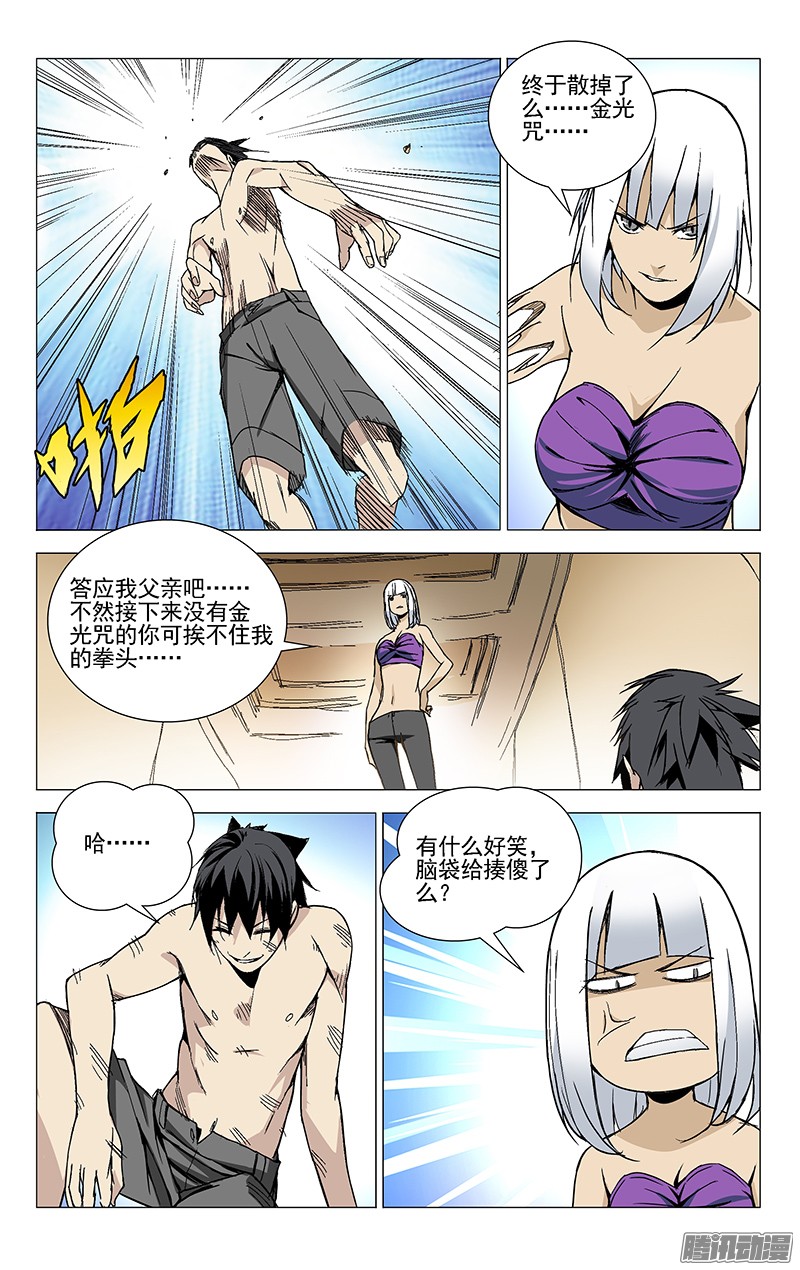 终于散掉了
么……金光
咒……
啪
答应我父亲吧……
不然接下来没有金
光咒的你可挨不住我
的拳头……
哈……
有什么好笑，
脑袋给揍傻了
么？
腾讯动漫